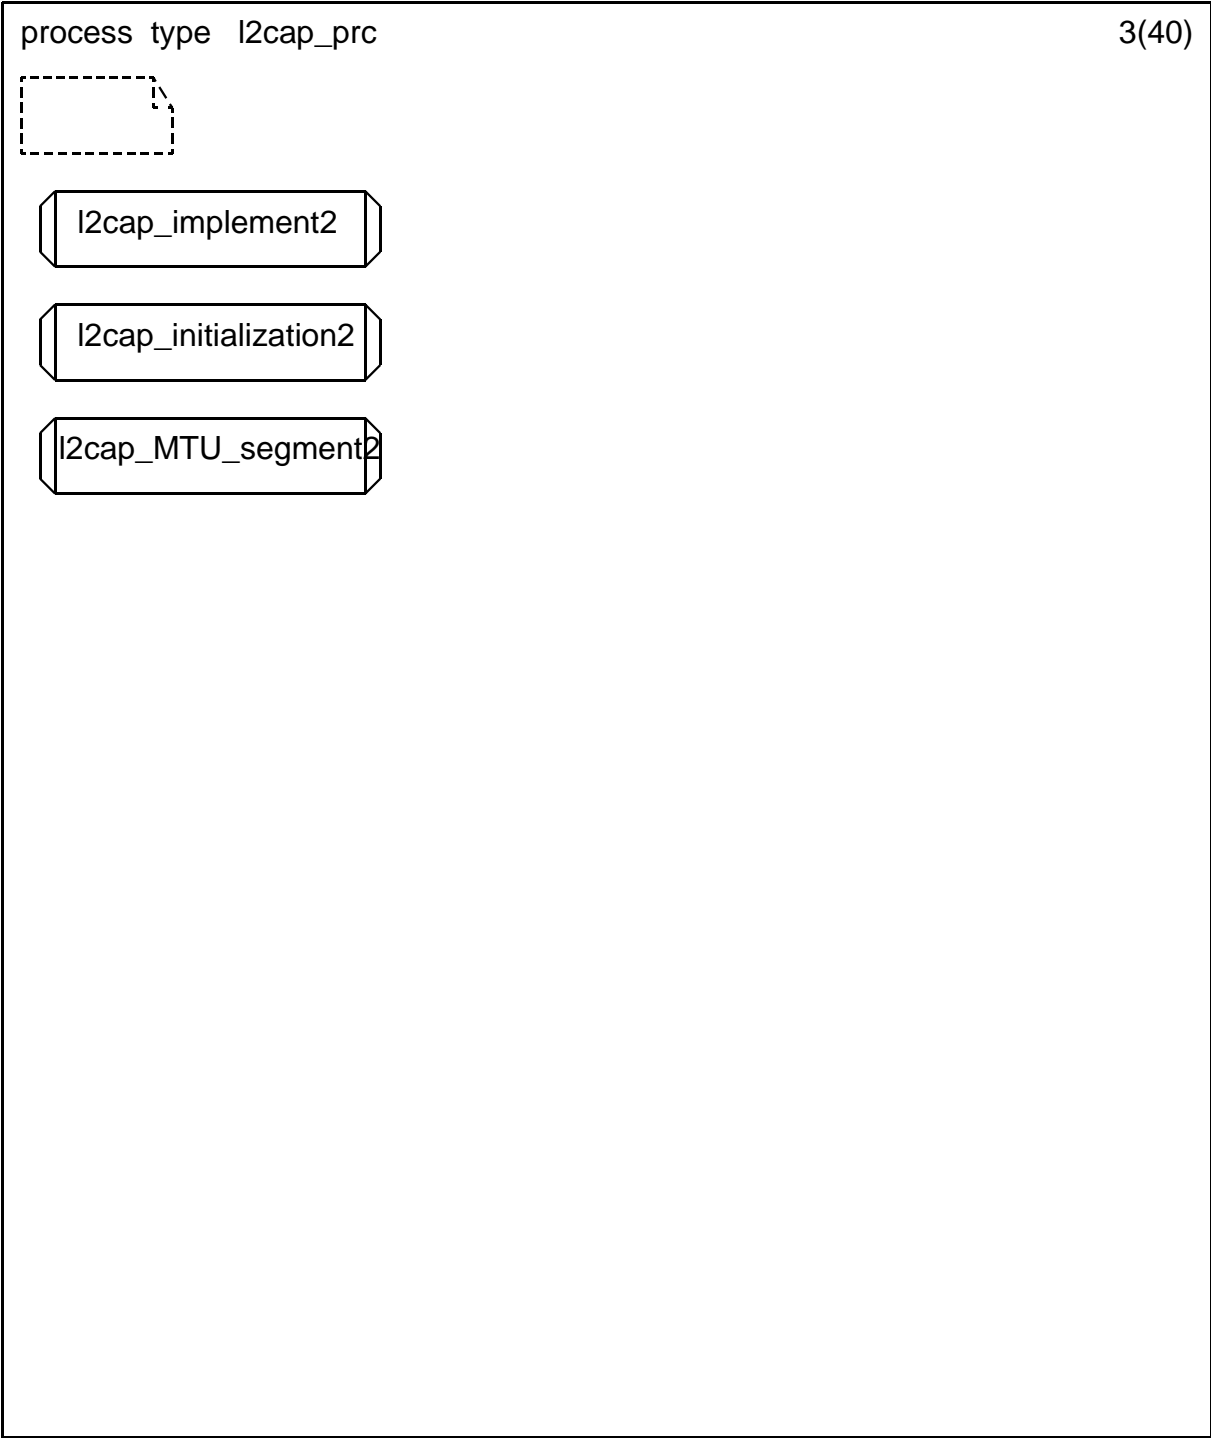 process type l2cap_prc 3(40)
l2cap_implement2
l2cap_initialization2
l2cap_MTU_segment2